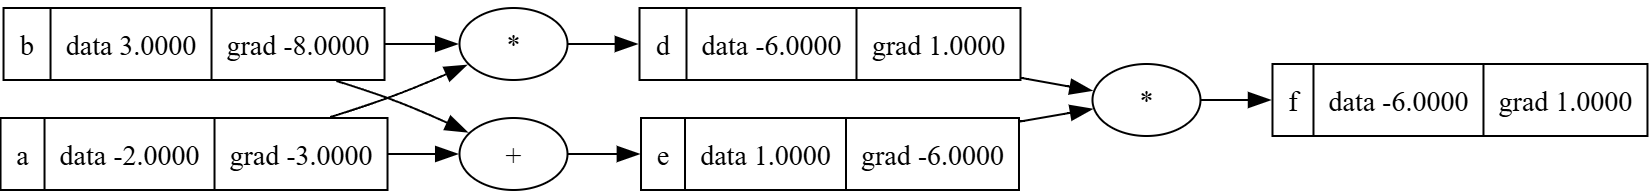 b data 3.0000 grad -8.0000
*
d data -6.0000 grad 1.0000
a data -2.0000 grad -3.0000
+
e data 1.0000 grad -6.0000
*
f data -6.0000 grad 1.0000